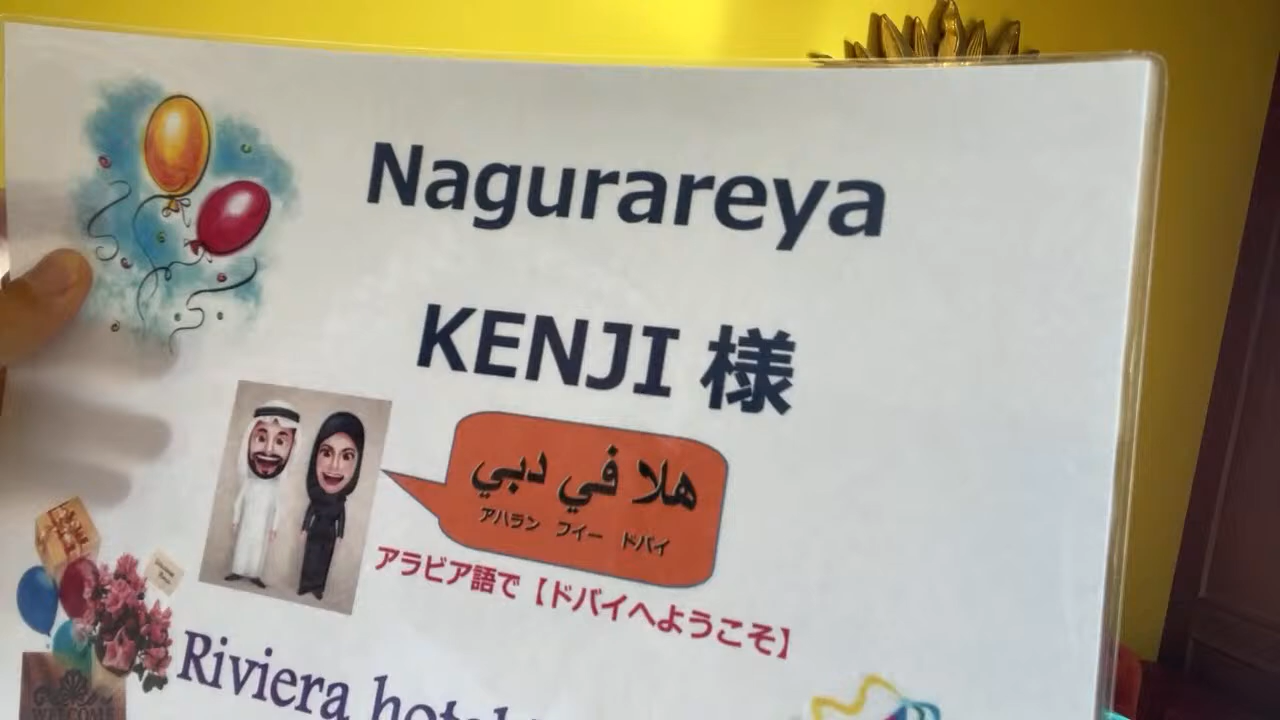 Nagurareya
KENJI 様
هلا في دبي
アハラン フィー ドバイ
アラビア語で【ドバイへようこそ】
Riviera hotel
WELCOME